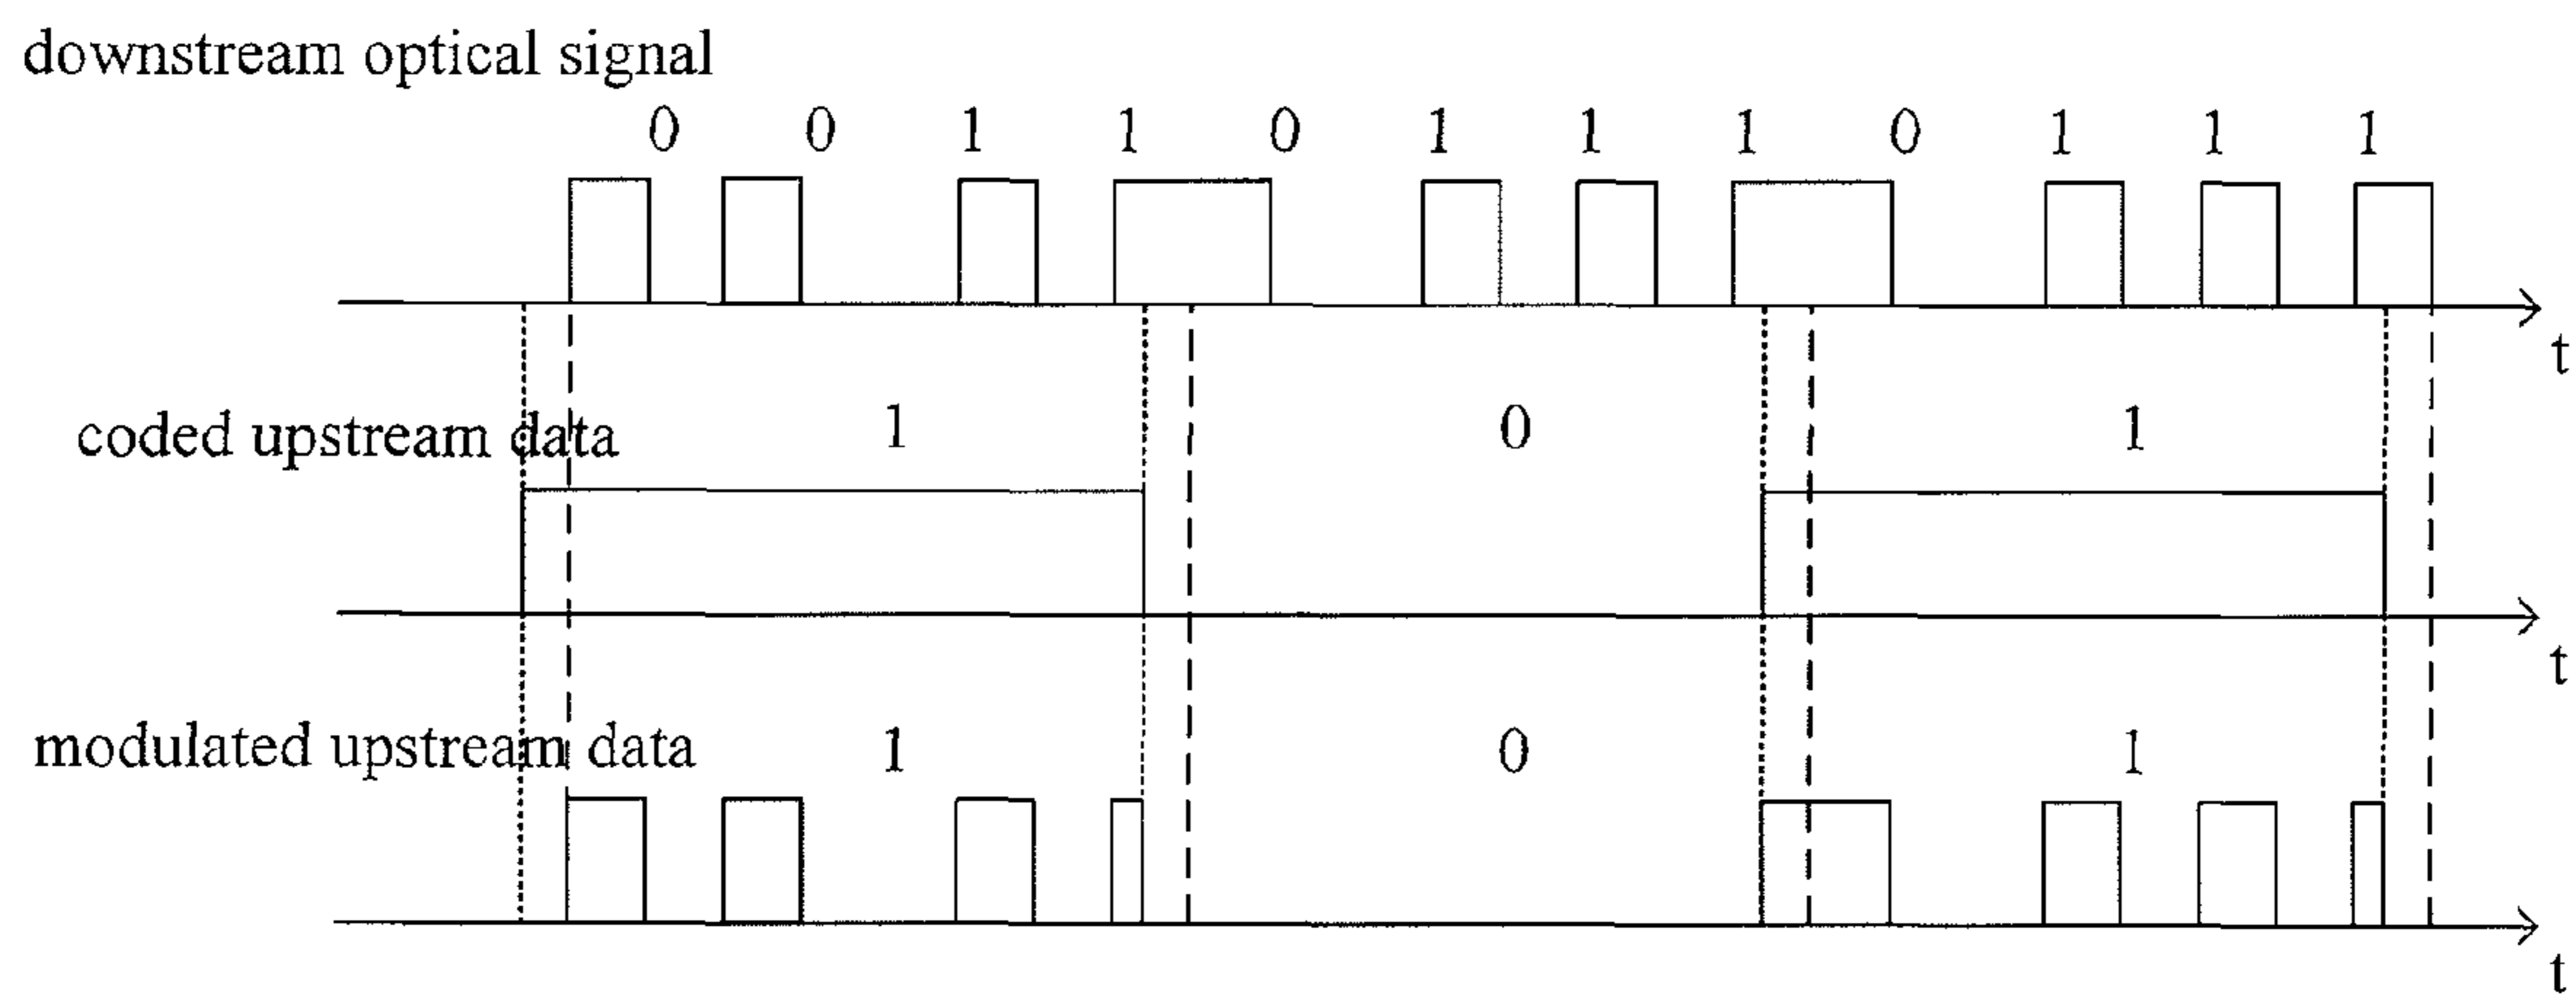 downstream optical signal
0 0 1 1 0 1 1 1 0 1 1 1
t
coded upstream data 1 0 1
t
modulated upstream data 1 0 1
t